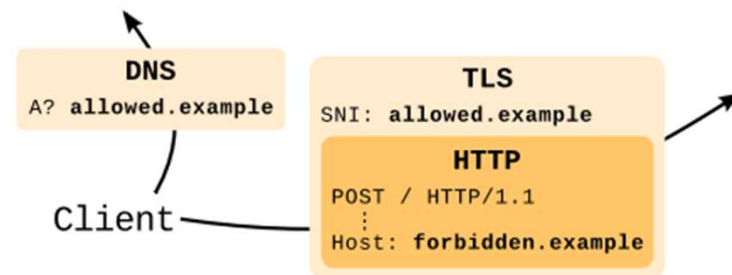 DNS
A? allowed.example
TLS
SNI: allowed.example
HTTP
POST / HTTP/1.1
⋮
Host: forbidden.example
Client